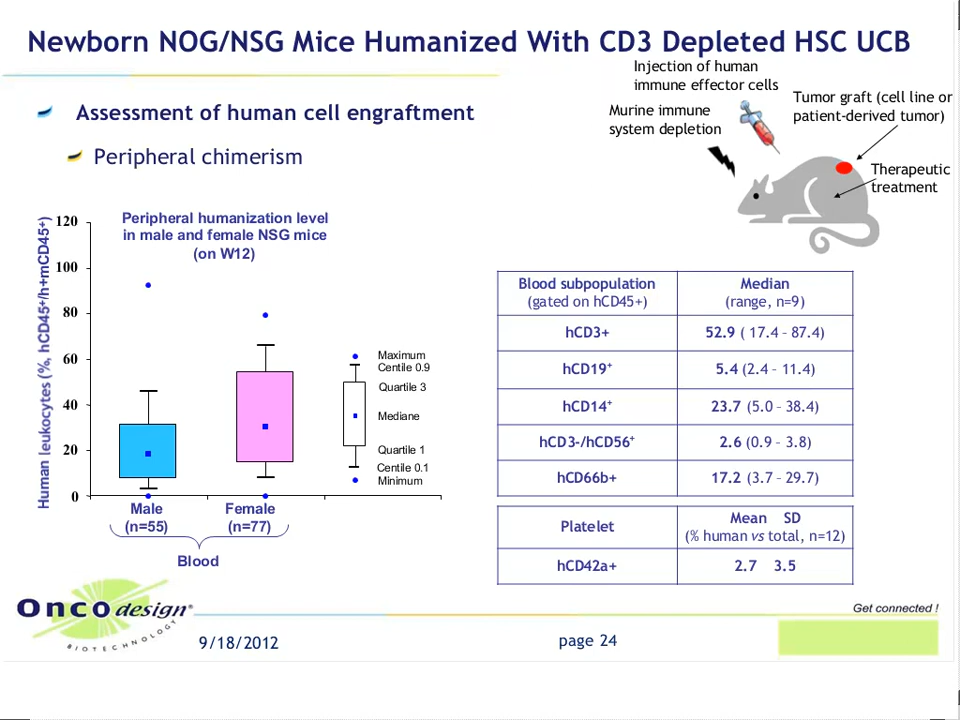 Newborn NOG/NSG Mice Humanized With CD3 Depleted HSC UCB
Injection of human
immune effector cells
Murine immune
system depletion
Tumor graft (cell line or
patient-derived tumor)
Therapeutic
treatment
Assessment of human cell engraftment
Peripheral chimerism
Human leukocytes (%, hCD45+/h+mCD45+)
Peripheral humanization level
in male and female NSG mice
(on W12)
120
100
80
60
40
20
0
Maximum
Centile 0.9
Quartile 3
Mediane
Quartile 1
Centile 0.1
Minimum
Male
(n=55)
Female
(n=77)
Blood
Blood subpopulation
(gated on hCD45+)
Median
(range, n=9)
hCD3+ 52.9 ( 17.4 – 87.4)
hCD19+ 5.4 (2.4 – 11.4)
hCD14+ 23.7 (5.0 – 38.4)
hCD3-/hCD56+ 2.6 (0.9 – 3.8)
hCD66b+ 17.2 (3.7 – 29.7)
Platelet
Mean SD
(% human vs total, n=12)
hCD42a+ 2.7 3.5
Oncodesign®
BIOTECHNOLOGY
Get connected !
9/18/2012
page 24